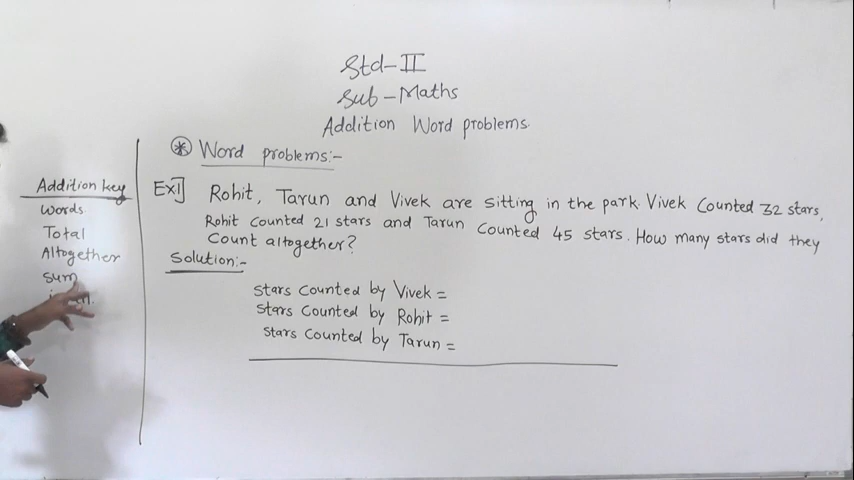 Std-II
Sub-Maths
Addition Word problems.
* Word problems:-
Addition key
words
Total
Altogether
sum
Ex1] Rohit, Tarun and Vivek are sitting in the park. Vivek Counted 32 stars,
Rohit Counted 21 stars and Tarun Counted 45 stars. How many stars did they
Count altogether?
Solution:-
Stars Counted by Vivek =
Stars Counted by Rohit =
Stars Counted by Tarun =